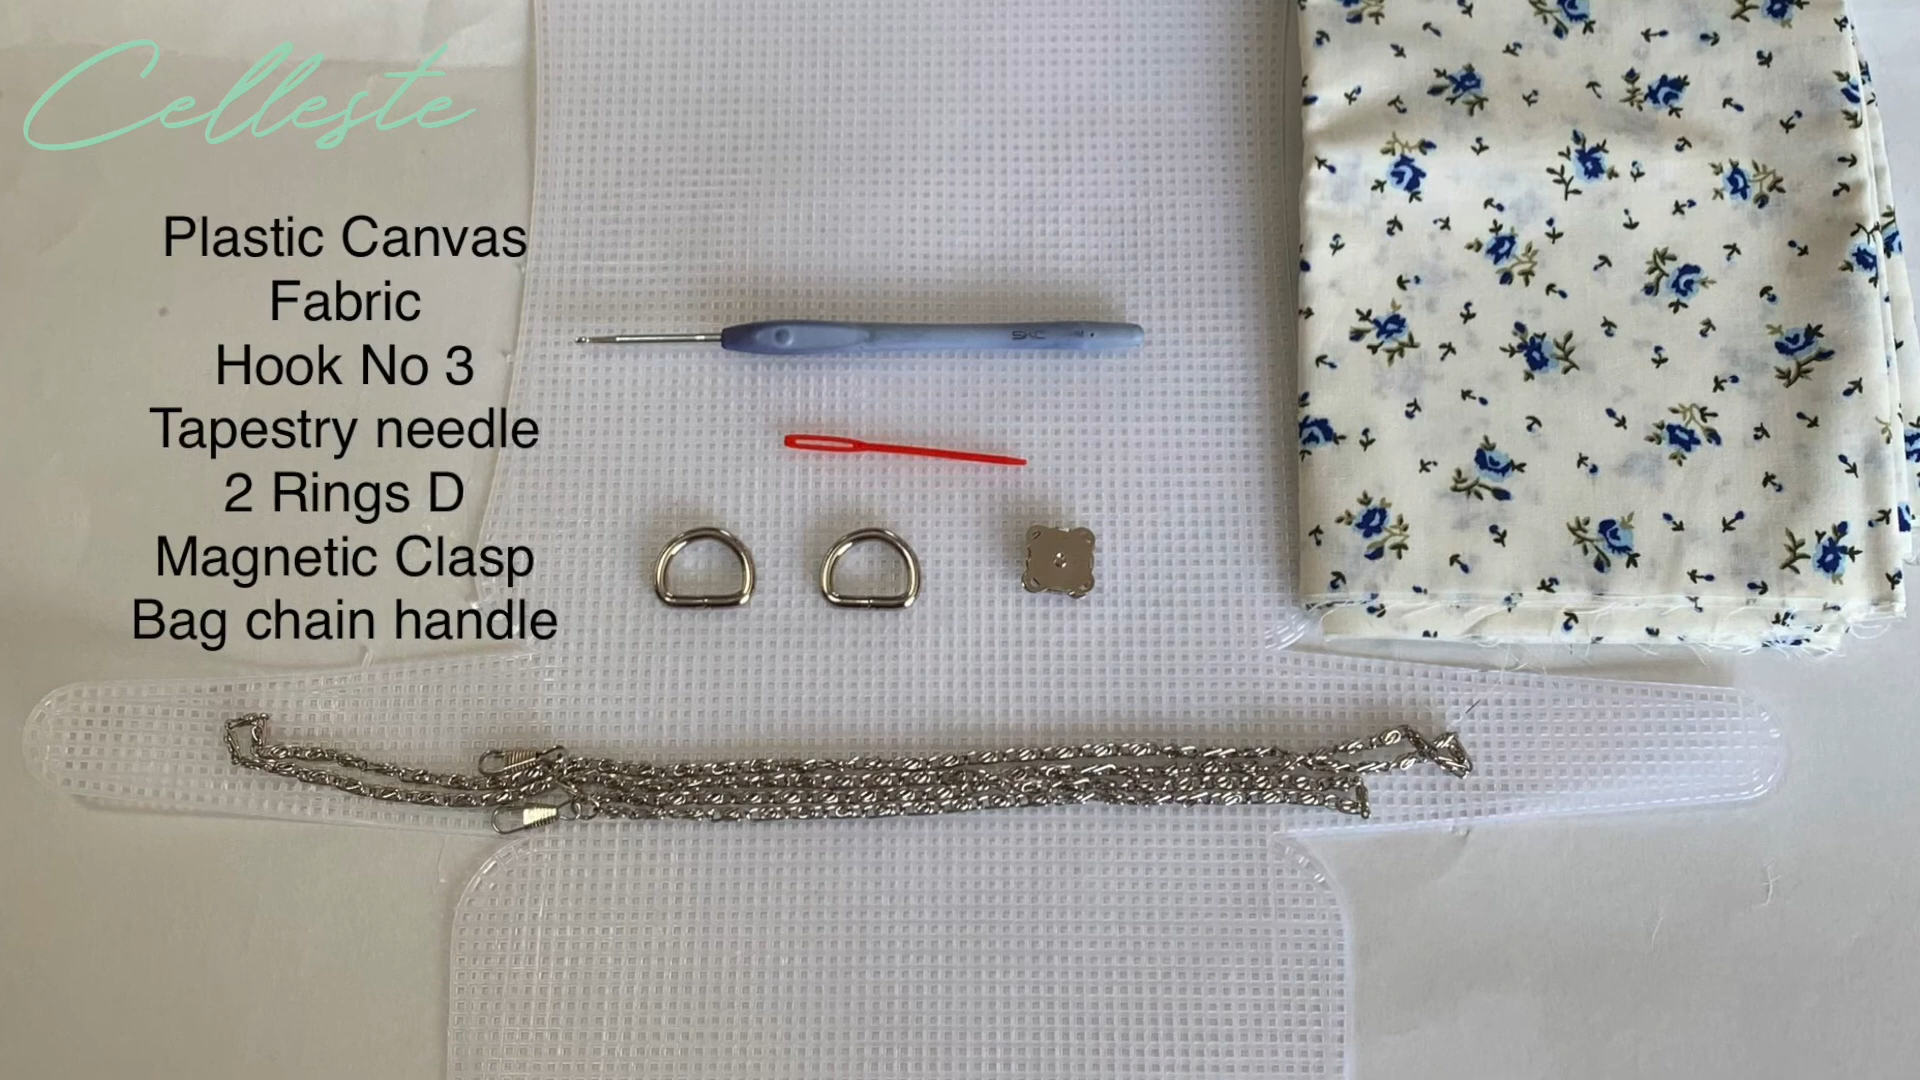 Celleste
Plastic Canvas
Fabric
Hook No 3
Tapestry needle
2 Rings D
Magnetic Clasp
Bag chain handle